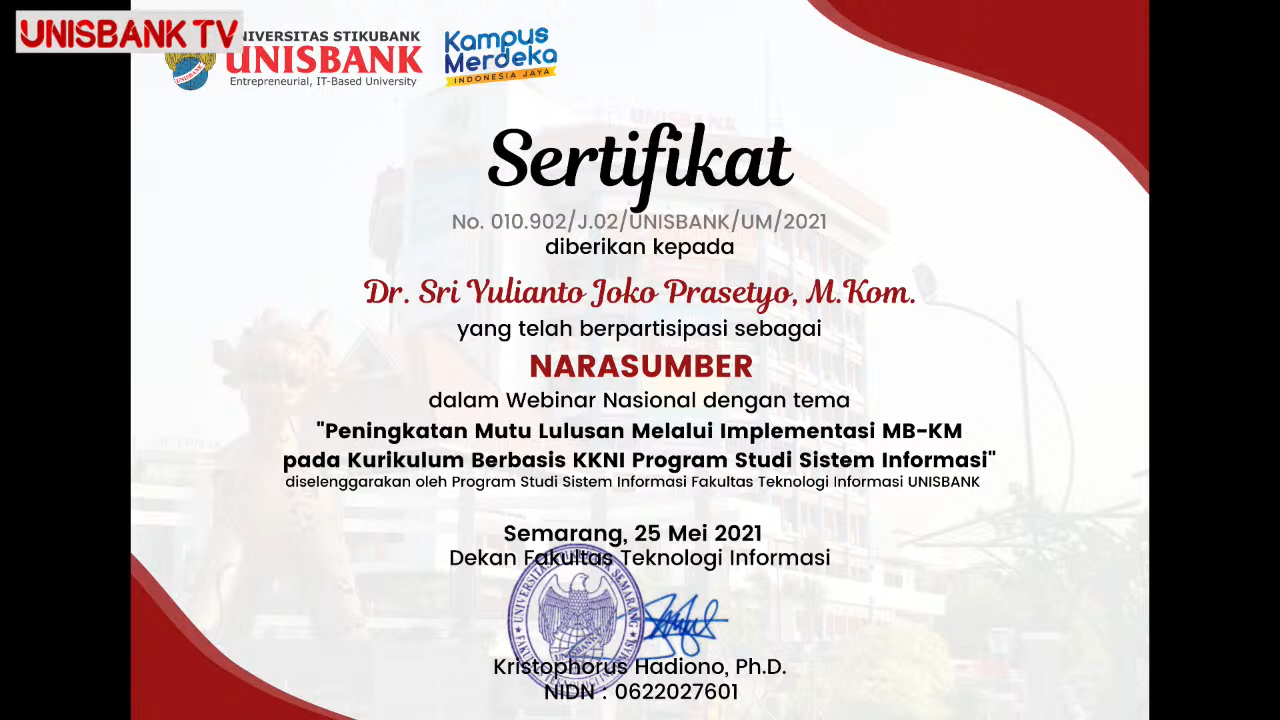 UNISBANK TV
NIVERSITAS STIKUBANK
UNISBANK
Entrepreneurial, IT-Based University
Kampus
Merdeka
INDONESIA JAYA
Sertifikat
No. 010.902/J.02/UNISBANK/UM/2021
diberikan kepada
Dr. Sri Yulianto Joko Prasetyo, M.Kom.
yang telah berpartisipasi sebagai
NARASUMBER
dalam Webinar Nasional dengan tema
"Peningkatan Mutu Lulusan Melalui Implementasi MB-KM
pada Kurikulum Berbasis KKNI Program Studi Sistem Informasi"
diselenggarakan oleh Program Studi Sistem Informasi Fakultas Teknologi Informasi UNISBANK
Semarang, 25 Mei 2021
Dekan Fakultas Teknologi Informasi
UNISBANK
Kristophorus Hadiono, Ph.D.
NIDN : 0622027601